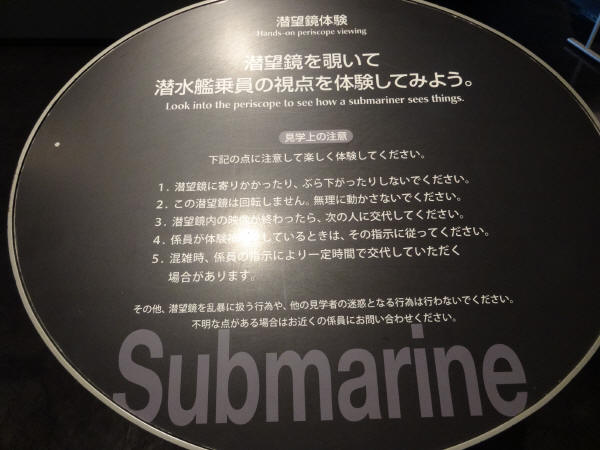 潜望鏡体験
Hands-on periscope viewing
潜望鏡を覗いて
潜水艦乗員の視点を体験してみよう。
Look into the periscope to see how a submariner sees things.
見学上の注意
下記の点に注意して楽しく体験してください。
1. 潜望鏡に寄りかかったり、ぶら下がったりしないでください。
2. この潜望鏡は回転しません。無理に動かさないでください。
3. 潜望鏡内の映像が終わったら、次の人に交代してください。
4. 係員が体験しているときは、その指示に従ってください。
5. 混雑時、係員の指示により一定時間で交代していただく
場合があります。
その他、潜望鏡を乱暴に扱う行為や、他の見学者の迷惑となる行為は行わないでください。
不明な点がある場合はお近くの係員にお問い合わせください。
Submarine